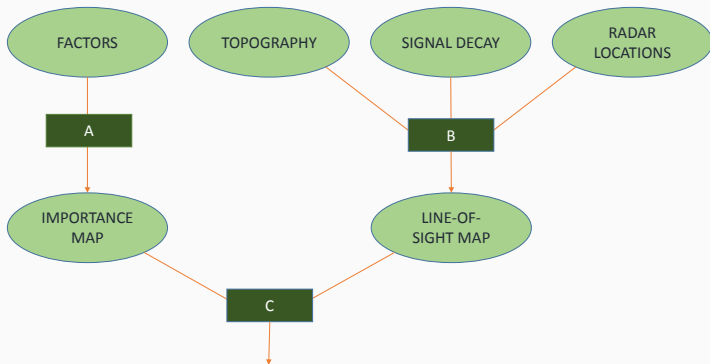 FACTORS
TOPOGRAPHY
SIGNAL DECAY
RADAR
LOCATIONS
A
B
IMPORTANCE
MAP
LINE-OF-
SIGHT MAP
C